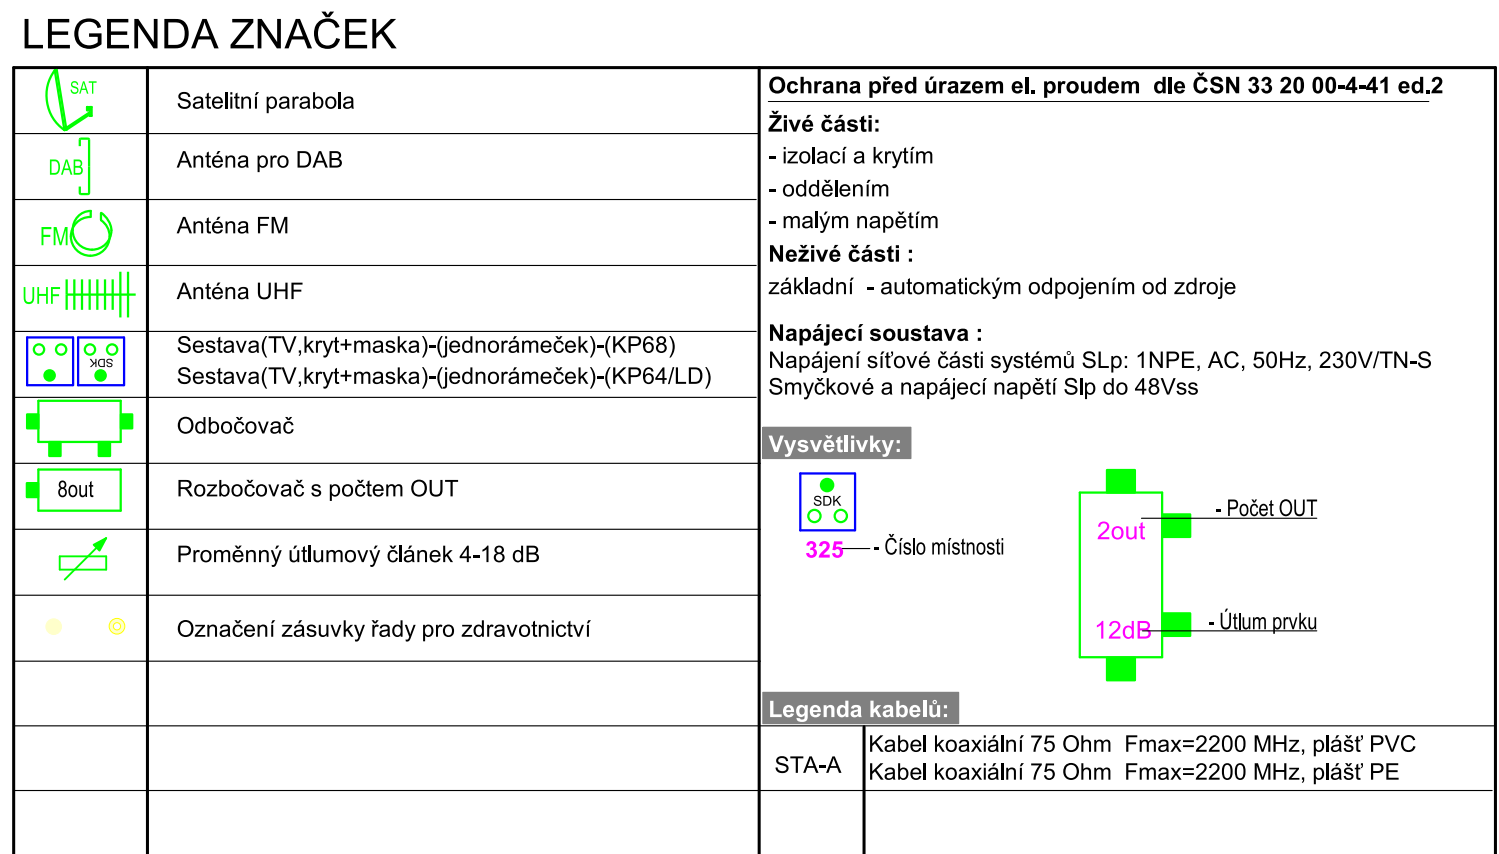 LEGENDA ZNAČEK
SAT
Satelitní parabola
DAB
Anténa pro DAB
FM
Anténa FM
UHF
Anténa UHF
SDK
Sestava(TV,kryt+maska)-(jednorámeček)-(KP68)
Sestava(TV,kryt+maska)-(jednorámeček)-(KP64/LD)
Odbočovač
8out
Rozbočovač s počtem OUT
Proměnný útlumový článek 4-18 dB
Označení zásuvky řady pro zdravotnictví
Ochrana před úrazem el. proudem dle ČSN 33 20 00-4-41 ed.2
Živé části:
- izolací a krytím
- oddělením
- malým napětím
Neživé části :
základní - automatickým odpojením od zdroje
Napájecí soustava :
Napájení síťové části systémů SLp: 1NPE, AC, 50Hz, 230V/TN-S
Smyčkové a napájecí napětí Slp do 48Vss
Vysvětlivky:
SDK
325 - Číslo místnosti
2out - Počet OUT
12dB - Útlum prvku
Legenda kabelů:
STA-A
Kabel koaxiální 75 Ohm Fmax=2200 MHz, plášť PVC
Kabel koaxiální 75 Ohm Fmax=2200 MHz, plášť PE